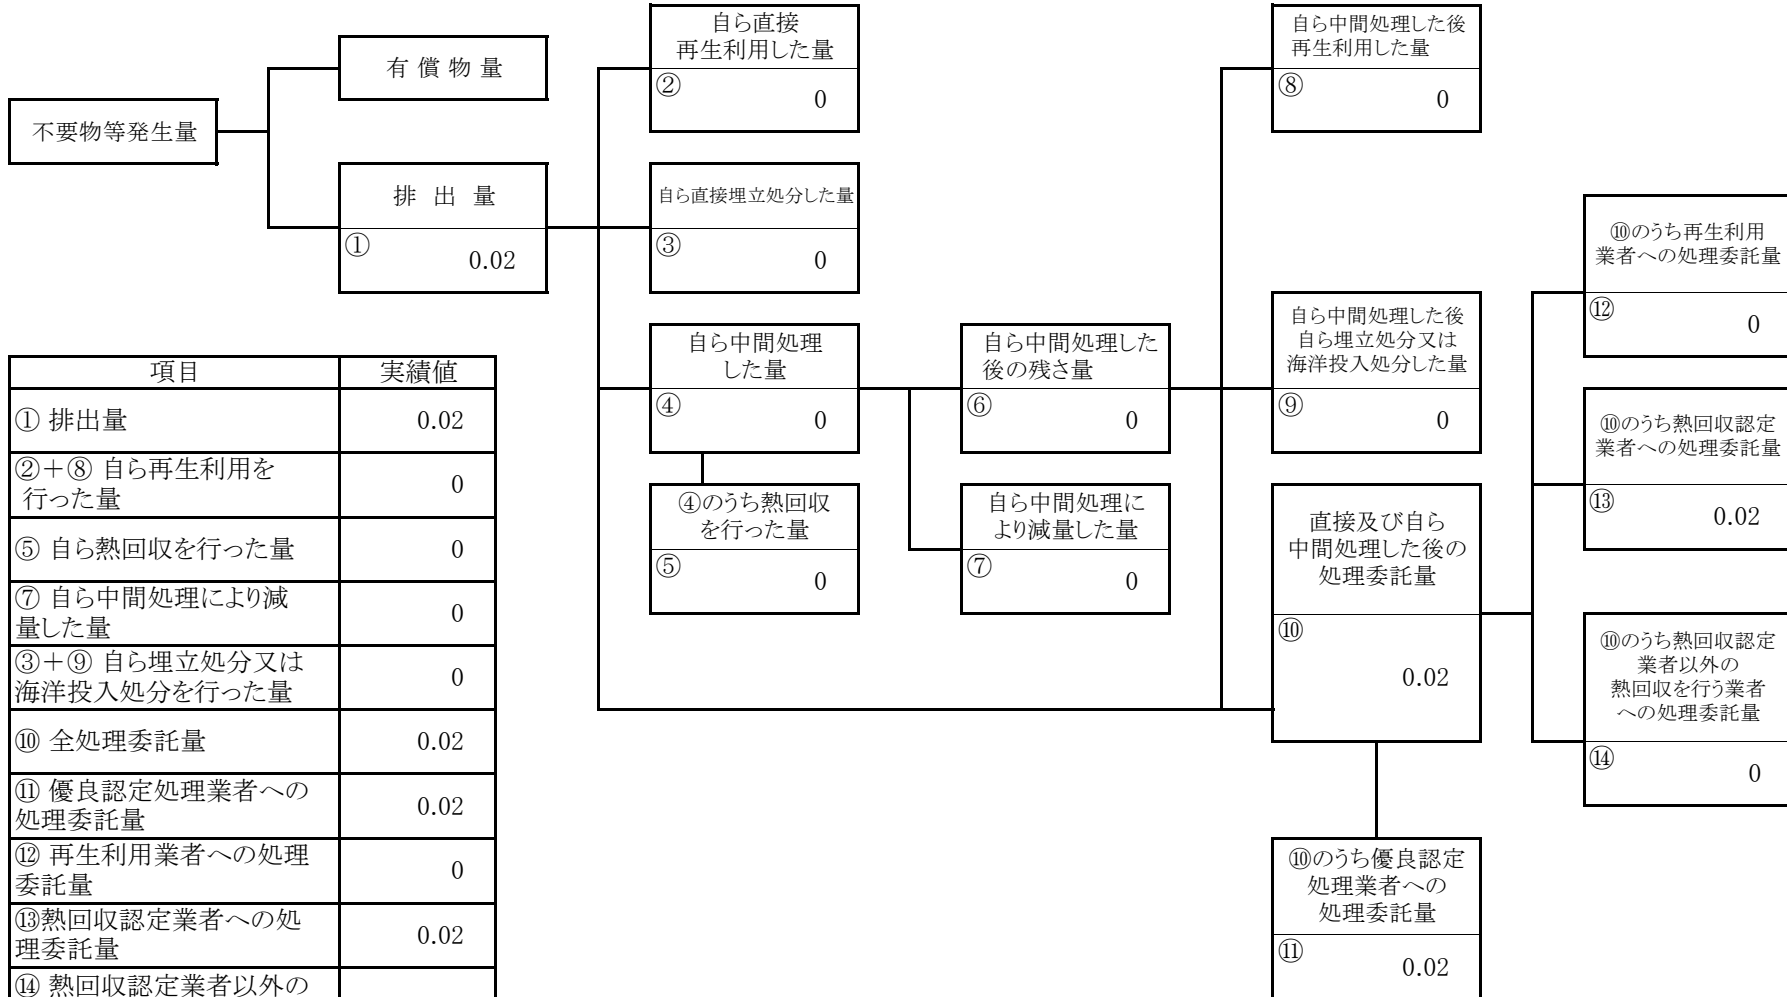 不要物等発生量
有 償 物 量
排 出 量
①
0.02
自ら直接
再生利用した量
②
0
自ら直接埋立処分した量
③
0
自ら中間処理
した量
④
0
④のうち熱回収
を行った量
⑤
0
自ら中間処理した
後の残さ量
⑥
0
自ら中間処理に
より減量した量
⑦
0
自ら中間処理した後
再生利用した量
⑧
0
自ら中間処理した後
自ら埋立処分又は
海洋投入処分した量
⑨
0
直接及び自ら
中間処理した後の
処理委託量
⑩
0.02
⑩のうち優良認定
処理業者への
処理委託量
⑪
0.02
⑩のうち再生利用
業者への処理委託量
⑫
0
⑩のうち熱回収認定
業者への処理委託量
⑬
0.02
⑩のうち熱回収認定
業者以外の
熱回収を行う業者
への処理委託量
⑭
0
項目 実績値
① 排出量 0.02
②+⑧ 自ら再生利用を
行った量 0
⑤ 自ら熱回収を行った量 0
⑦ 自ら中間処理により減
量した量 0
③+⑨ 自ら埋立処分又は
海洋投入処分を行った量 0
⑩ 全処理委託量 0.02
⑪ 優良認定処理業者への
処理委託量 0.02
⑫ 再生利用業者への処理
委託量 0
⑬熱回収認定業者への処
理委託量 0.02
⑭ 熱回収認定業者以外の